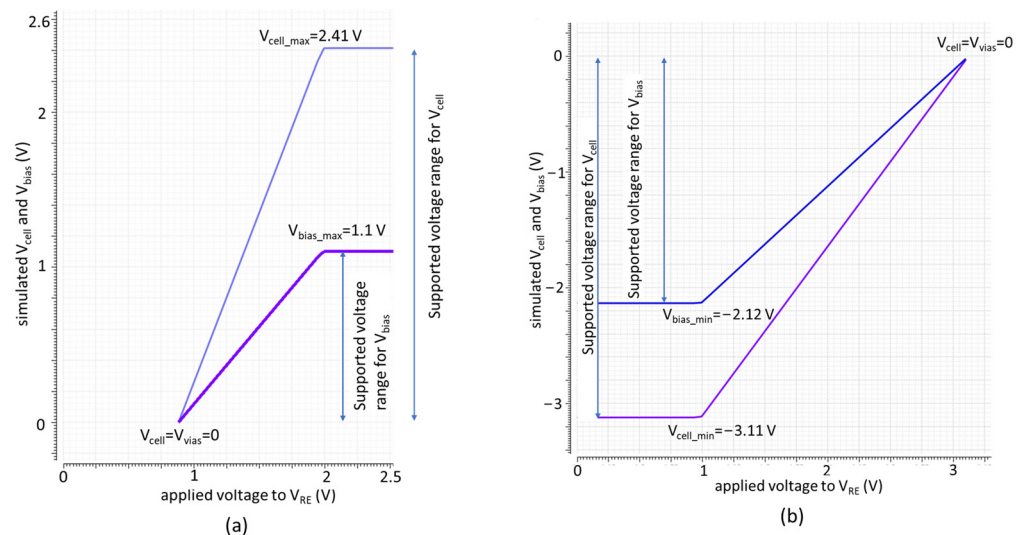 2.6
2
1
0
simulated Vcell and Vbias (V)
Vcell_max=2.41 V
Vbias_max=1.1 V
Supported voltage
range for Vbias
Supported voltage range for Vcell
Vcell=Vvias=0
0
1
2
2.5
applied voltage to VRE (V)
(a)
0
−1
−2
−3
simulated Vcell and Vbias (V)
Vcell=Vvias=0
Supported voltage range for Vcell
Supported voltage range for Vbias
Vbias_min=−2.12 V
Vcell_min=−3.11 V
0
1
2
3
applied voltage to VRE (V)
(b)